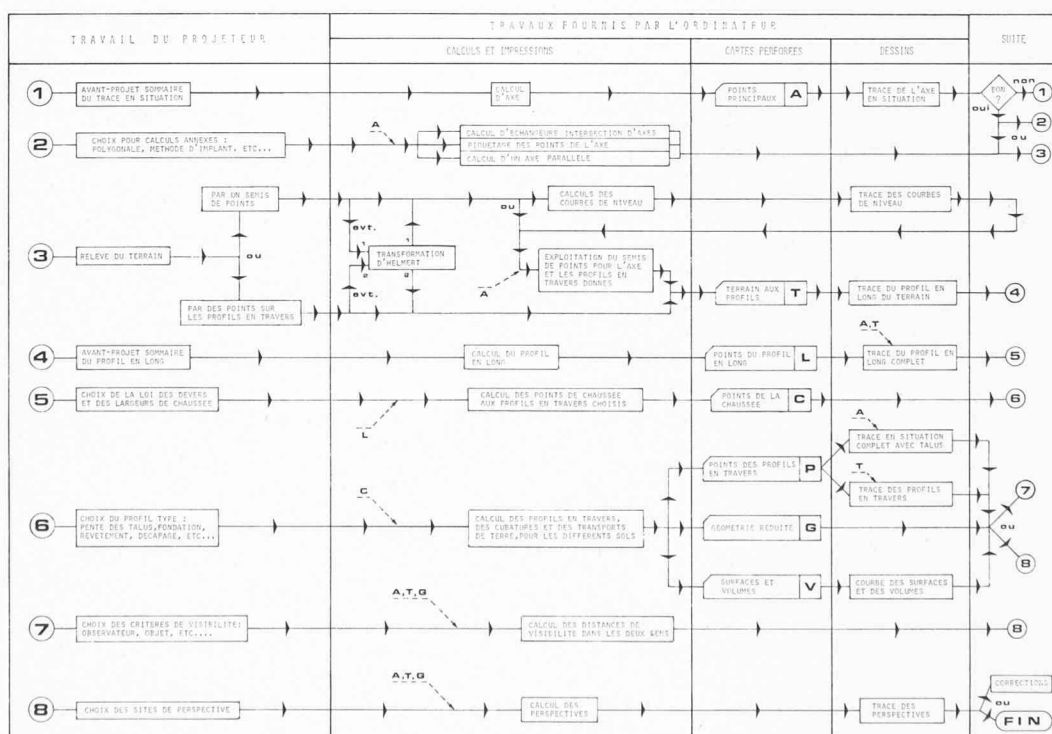 TRAVAIL DU PROJETEUR
TRAVAUX FOURNIS PAR L'ORDINATEUR
CALCULS ET IMPRESSIONS
CARTES PERFORÉES
DESSINS
SUITE
1
AVANT-PROJET SOMMAIRE
DU TRACE EN SITUATION
CALCUL
D'AXE
POINTS
PRINCIPAUX
A
TRACE DE L'AXE
EN SITUATION
BON
?
non
1
oui
2
ou
3
2
CHOIX POUR CALCULS ANNEXES :
POLYGONALE, METHODE D'IMPLANT. ETC...
A
CALCUL D'ECHANGEURS INTERSECTION D'AXES
PIQUETAGE DES POINTS DE L'AXE
CALCUL D'UN AXE PARALLELE
PAR UN SEMIS
DE POINTS
ou
CALCULS DES
COURBES DE NIVEAU
TRACE DES COURBES
DE NIVEAU
3
RELEVE DU TERRAIN
ou
evt.
1
1
TRANSFORMATION
D'HELMERT
2
2
evt.
A
EXPLOITATION DU SEMIS
DE POINTS POUR L'AXE
ET LES PROFILS EN
TRAVERS DONNES
PAR DES POINTS SUR
LES PROFILS EN TRAVERS
TERRAIN AUX
PROFILS
T
TRACE DU PROFIL EN
LONG DU TERRAIN
4
4
AVANT-PROJET SOMMAIRE
DU PROFIL EN LONG
CALCUL DU PROFIL
EN LONG
POINTS DU PROFIL
EN LONG
L
A,T
TRACE DU PROFIL EN
LONG COMPLET
5
5
CHOIX DE LA LOI DES DEVERS
ET DES LARGEURS DE CHAUSSEE
L
CALCUL DES POINTS DE CHAUSSEE
AUX PROFILS EN TRAVERS CHOISIS
POINTS DE LA
CHAUSSEE
C
6
A
TRACE EN SITUATION
COMPLET AVEC TALUS
POINTS DES PROFILS
EN TRAVERS
P
T
TRACE DES PROFILS
EN TRAVERS
7
6
CHOIX DU PROFIL TYPE :
PENTE DES TALUS,FONDATION,
REVETEMENT, DECAPAGE, ETC...
C
CALCUL DES PROFILS EN TRAVERS,
DES CUBATURES ET DES TRANSPORTS
DE TERRE,POUR LES DIFFERENTS SOLS
GEOMETRIE REDUITE
G
ou
8
SURFACES ET
VOLUMES
V
COURBE DES SURFACES
ET DES VOLUMES
7
CHOIX DES CRITERES DE VISIBILITE:
OBSERVATEUR, OBJET, ETC....
A,T,G
CALCUL DES DISTANCES DE
VISIBILITE DANS LES DEUX SENS
8
8
CHOIX DES SITES DE PERSPECTIVE
A,T,G
CALCUL DES
PERSPECTIVES
TRACE DES
PERSPECTIVES
CORRECTIONS
ou
FIN